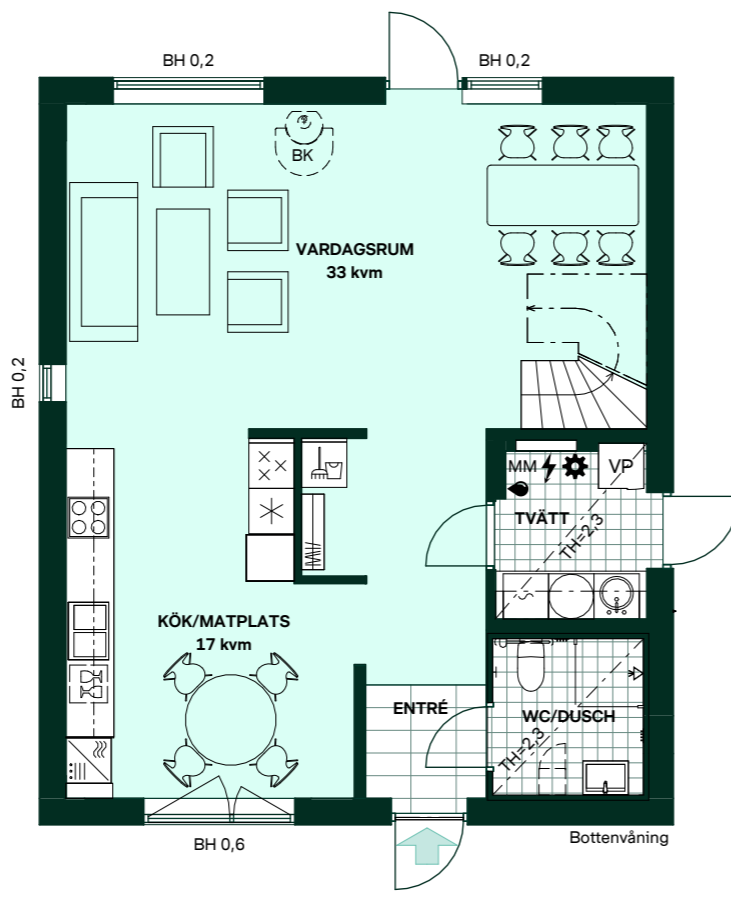 BH 0,2
BH 0,2
BK
VARDAGSRUM
33 kvm
BH 0,2
MM
VP
TVÄTT
TH=2,3
KÖK/MATPLATS
17 kvm
ENTRÉ
WC/DUSCH
TH=2,3
BH 0,6
Bottenvåning